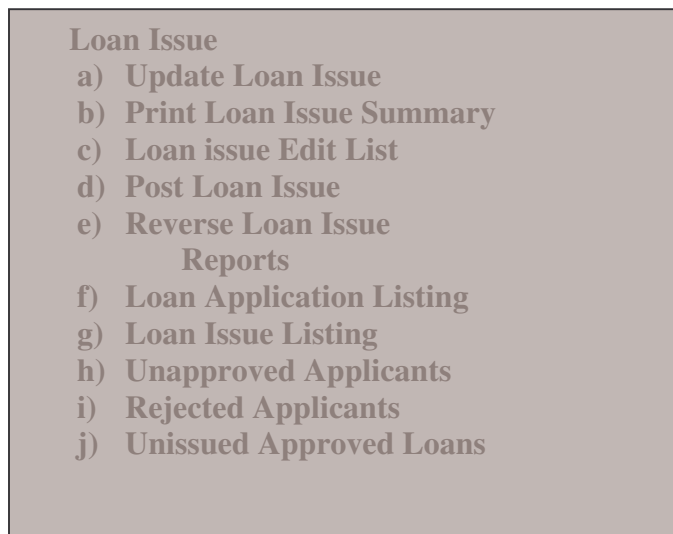 Loan Issue
a) Update Loan Issue
b) Print Loan Issue Summary
c) Loan issue Edit List
d) Post Loan Issue
e) Reverse Loan Issue
Reports
f) Loan Application Listing
g) Loan Issue Listing
h) Unapproved Applicants
i) Rejected Applicants
j) Unissued Approved Loans